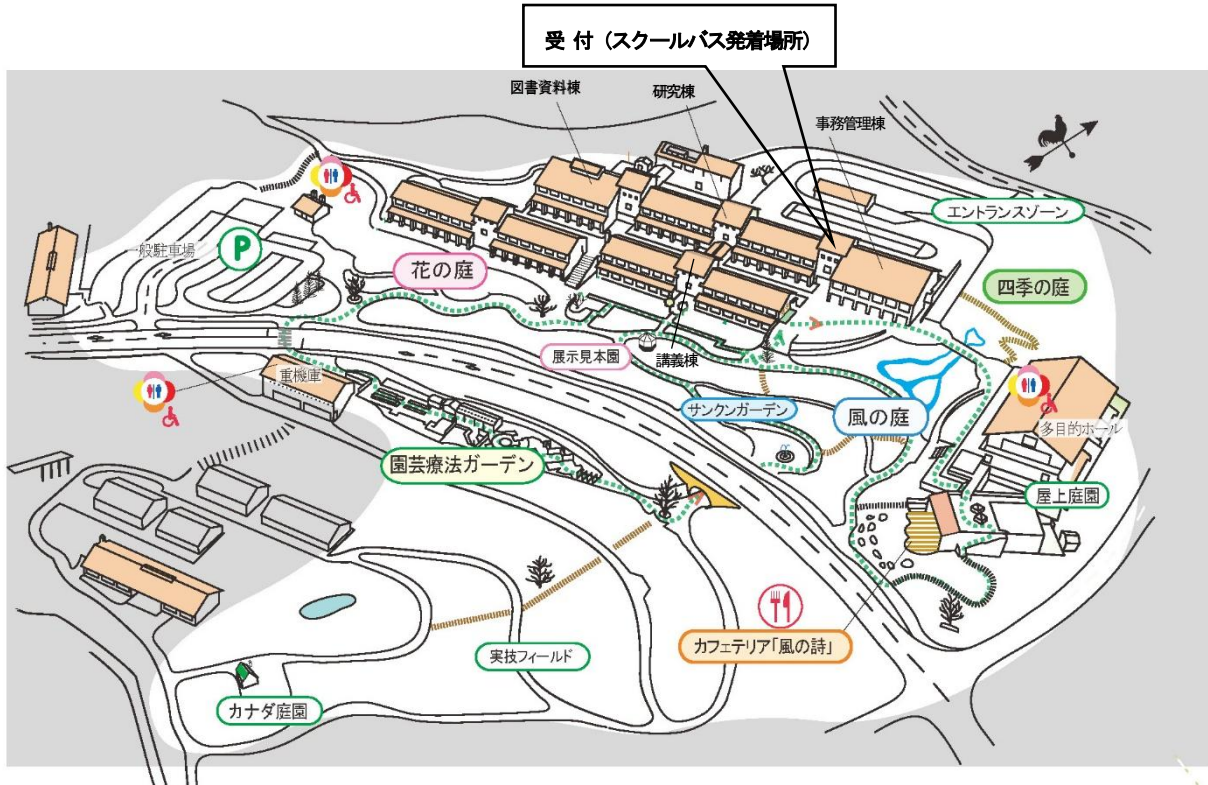 受 付（スクールバス発着場所）
図書資料棟
研究棟
事務管理棟
エントランスゾーン
一般駐車場
P
花の庭
四季の庭
展示見本園
講義棟
重機庫
サンクンガーデン
風の庭
多目的ホール
園芸療法ガーデン
屋上庭園
カフェテリア「風の詩」
実技フィールド
カナダ庭園